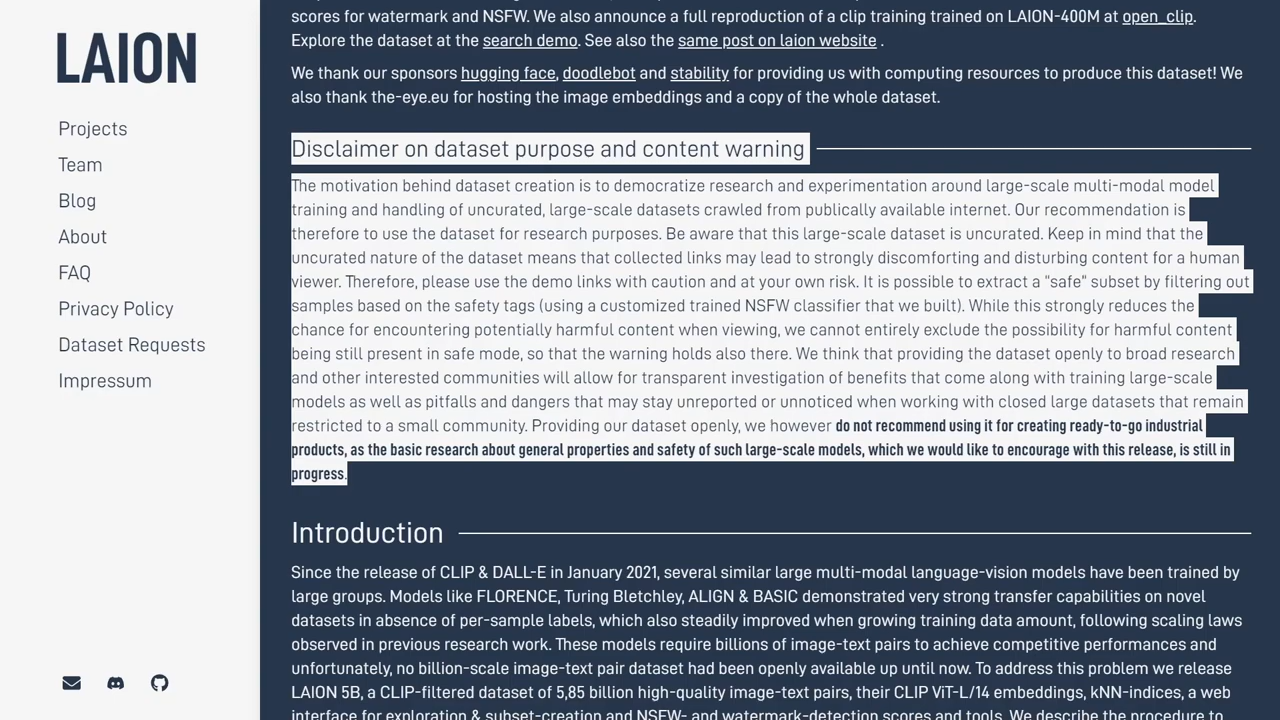 LAION
Projects
Team
Blog
About
FAQ
Privacy Policy
Dataset Requests
Impressum
scores for watermark and NSFW. We also announce a full reproduction of a clip training trained on LAION-400M at open_clip.
Explore the dataset at the search demo. See also the same post on laion website .
We thank our sponsors hugging face, doodlebot and stability for providing us with computing resources to produce this dataset! We
also thank the-eye.eu for hosting the image embeddings and a copy of the whole dataset.
Disclaimer on dataset purpose and content warning
The motivation behind dataset creation is to democratize research and experimentation around large-scale multi-modal model
training and handling of uncurated, large-scale datasets crawled from publically available internet. Our recommendation is
therefore to use the dataset for research purposes. Be aware that this large-scale dataset is uncurated. Keep in mind that the
uncurated nature of the dataset means that collected links may lead to strongly discomforting and disturbing content for a human
viewer. Therefore, please use the demo links with caution and at your own risk. It is possible to extract a “safe” subset by filtering out
samples based on the safety tags (using a customized trained NSFW classifier that we built). While this strongly reduces the
chance for encountering potentially harmful content when viewing, we cannot entirely exclude the possibility for harmful content
being still present in safe mode, so that the warning holds also there. We think that providing the dataset openly to broad research
and other interested communities will allow for transparent investigation of benefits that come along with training large-scale
models as well as pitfalls and dangers that may stay unreported or unnoticed when working with closed large datasets that remain
restricted to a small community. Providing our dataset openly, we however do not recommend using it for creating ready-to-go industrial
products, as the basic research about general properties and safety of such large-scale models, which we would like to encourage with this release, is still in
progress.
Introduction
Since the release of CLIP & DALL-E in January 2021, several similar large multi-modal language-vision models have been trained by
large groups. Models like FLORENCE, Turing Bletchley, ALIGN & BASIC demonstrated very strong transfer capabilities on novel
datasets in absence of per-sample labels, which also steadily improved when growing training data amount, following scaling laws
observed in previous research work. These models require billions of image-text pairs to achieve competitive performances and
unfortunately, no billion-scale image-text pair dataset had been openly available up until now. To address this problem we release
LAION 5B, a CLIP-filtered dataset of 5,85 billion high-quality image-text pairs, their CLIP ViT-L/14 embeddings, kNN-indices, a web
interface for exploration & subset-creation and NSFW- and watermark-detection scores and tools. We describe the procedure to